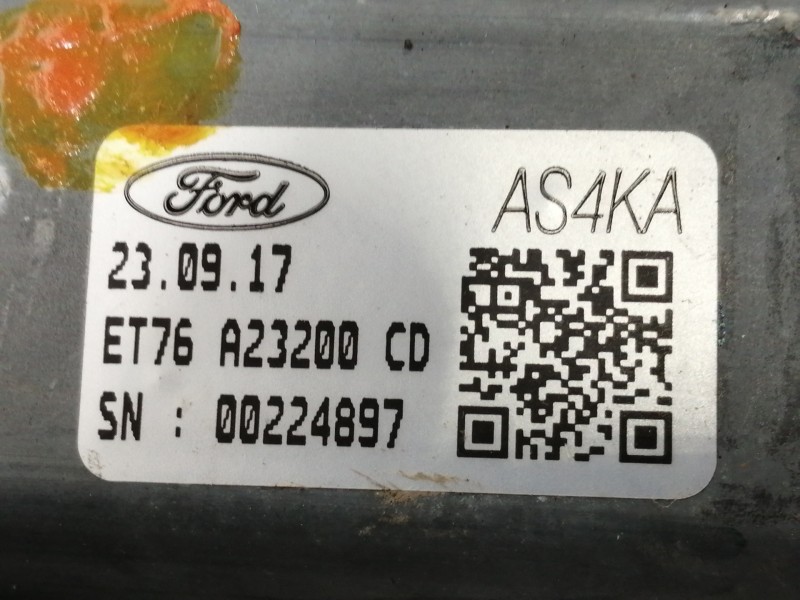 Ford
AS4KA
23.09.17
ET76 A23200 CD
SN : 00224897